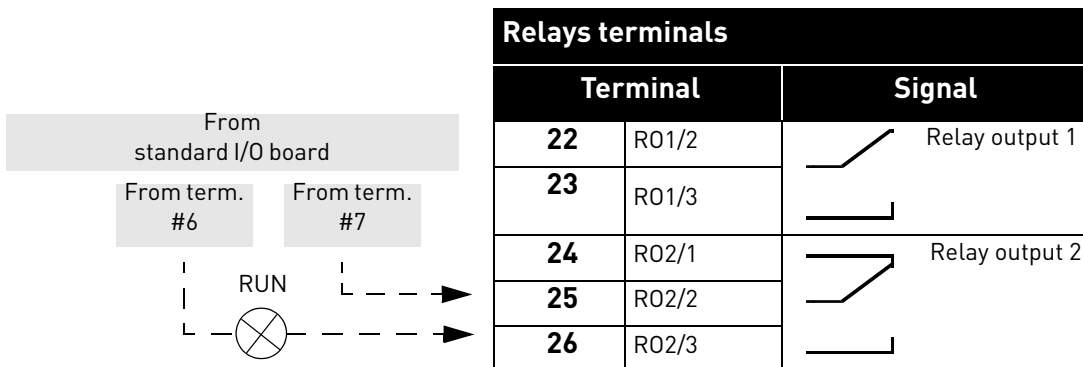 Relays terminals
Terminal Signal
From
standard I/O board
From term.
#6
From term.
#7
RUN
22 RO1/2 Relay output 1
23 RO1/3
24 RO2/1 Relay output 2
25 RO2/2
26 RO2/3